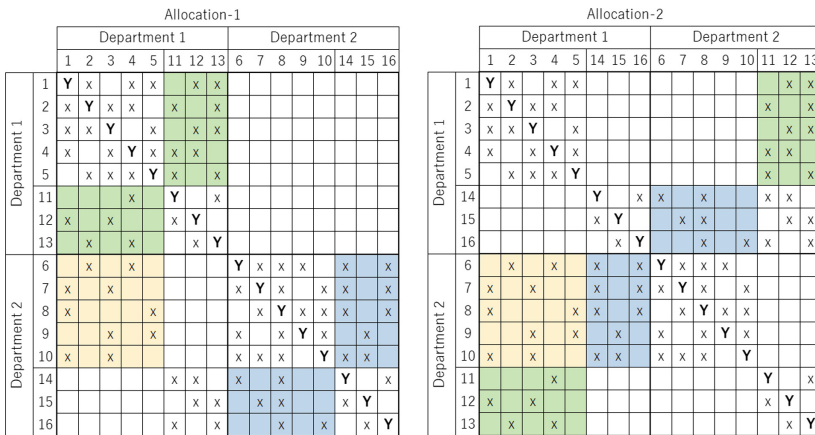 Allocation-1
Department 1 Department 2
1 2 3 4 5 11 12 13 6 7 8 9 10 14 15 16
Department 1
1 Y x x x x x
2 x Y x x x x
3 x x Y x x x
4 x x Y x x x
5 x x x Y x x
11 x Y x
12 x x x Y
13 x x x Y
Department 2
6 x x Y x x x x x
7 x x x Y x x x x
8 x x x Y x x x x
9 x x x x Y x x
10 x x x x x Y x x
14 x x x x Y x
15 x x x x x Y
16 x x x x x Y
Allocation-2
Department 1 Department 2
1 2 3 4 5 14 15 16 6 7 8 9 10 11 12 13
Department 1
1 Y x x x x x
2 x Y x x x x
3 x x Y x x x
4 x x Y x x x
5 x x x Y x x
14 Y x x x x x
15 x Y x x x x
16 x Y x x x x
Department 2
6 x x x x Y x x x
7 x x x x x Y x x
8 x x x x x Y x x
9 x x x x x Y x
10 x x x x x x x Y
11 x Y x
12 x x x Y
13 x x x Y